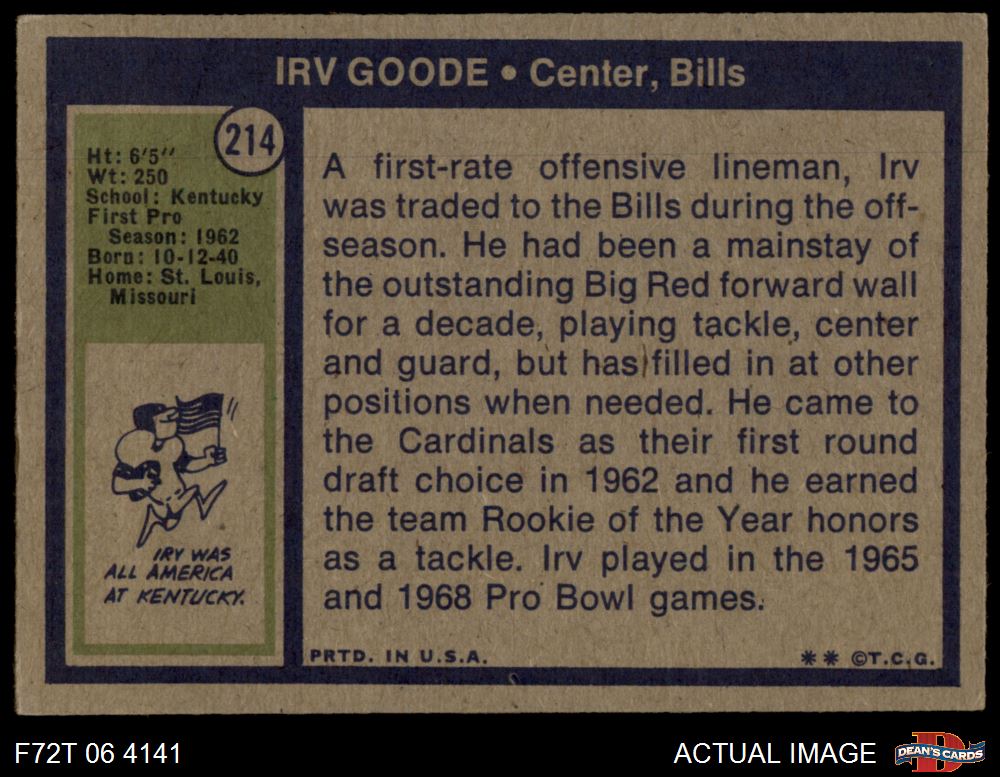 IRV GOODE • Center, Bills
214
Ht: 6'5''
Wt: 250
School: Kentucky
First Pro
Season: 1962
Born: 10-12-40
Home: St. Louis,
Missouri
IRV WAS
ALL AMERICA
AT KENTUCKY.
A first-rate offensive lineman, Irv
was traded to the Bills during the off-
season. He had been a mainstay of
the outstanding Big Red forward wall
for a decade, playing tackle, center
and guard, but has filled in at other
positions when needed. He came to
the Cardinals as their first round
draft choice in 1962 and he earned
the team Rookie of the Year honors
as a tackle. Irv played in the 1965
and 1968 Pro Bowl games.
PRTD. IN U.S.A.
** ©T.C.G.
F72T 06 4141
ACTUAL IMAGE
D
DEAN'S CARDS